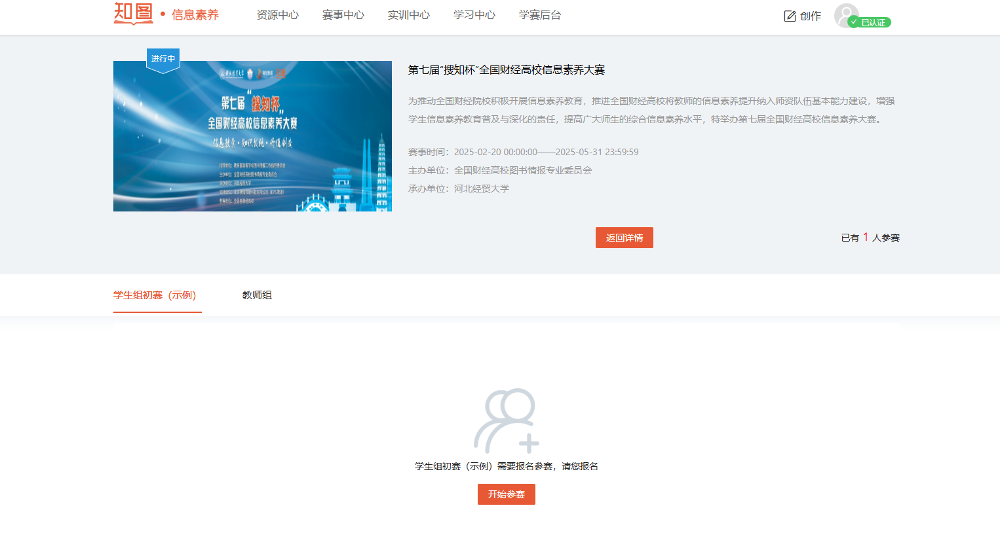 知图 · 信息素养
资源中心
赛事中心
实训中心
学习中心
学赛后台
创作
已认证
进行中
第七届“搜知杯”
全国财经高校信息素养大赛
信息搜索 · 知识发现 · 价值创造
第七届“搜知杯”全国财经高校信息素养大赛
为推动全国财经院校积极开展信息素养教育，推进全国财经高校将教师的信息素养提升纳入师资队伍基本能力建设，增强
学生信息素养教育普及与深化的责任，提高广大师生的综合信息素养水平，特举办第七届全国财经高校信息素养大赛。
赛事时间：2025-02-20 00:00:00——2025-05-31 23:59:59
主办单位：全国财经高校图书情报专业委员会
承办单位：河北经贸大学
返回详情
已有 1 人参赛
学生组初赛（示例）
教师组
学生组初赛（示例）需要报名参赛，请您报名
开始参赛